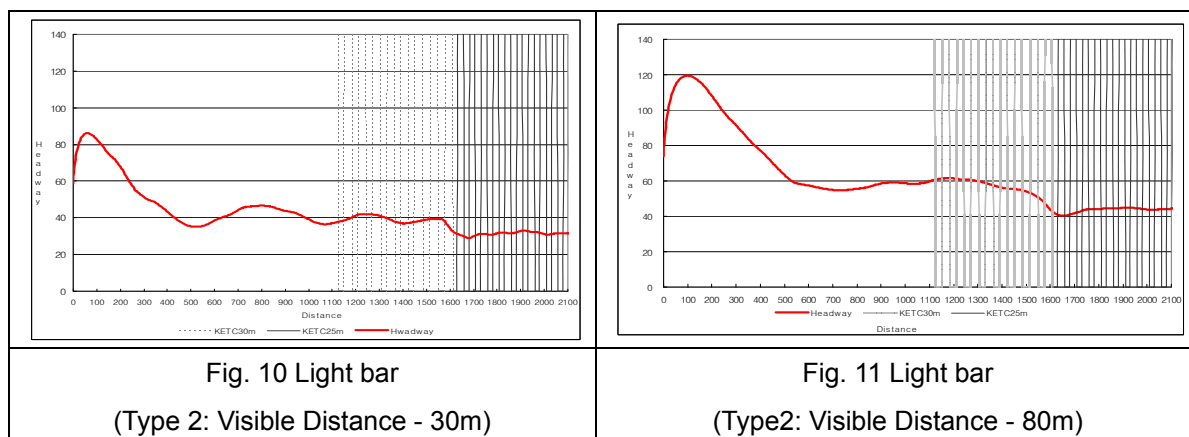 140
120
100
80
60
40
20
0
Headway
0 100 200 300 400 500 600 700 800 900 1000 1100 1200 1300 1400 1500 1600 1700 1800 1900 2000 2100
Distance
KETC30m KETC25m Hwadway
140
120
100
80
60
40
20
0
Headway
0 100 200 300 400 500 600 700 800 900 1000 1100 1200 1300 1400 1500 1600 1700 1800 1900 2000 2100
Headway KETC30m KETC25m
Distance
Fig. 10 Light bar
(Type 2: Visible Distance - 30m)
Fig. 11 Light bar
(Type2: Visible Distance - 80m)